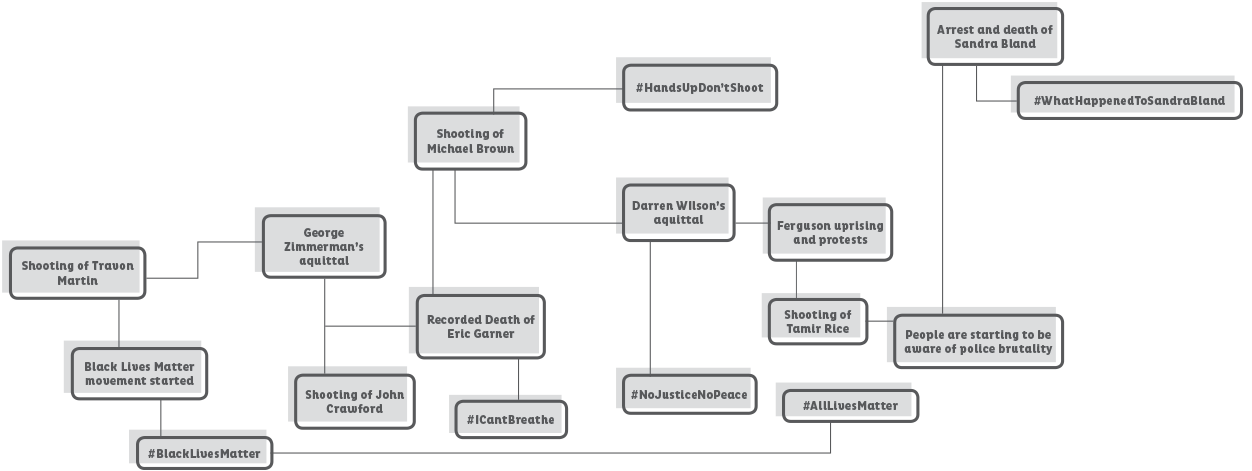 Arrest and death of
Sandra Bland
#HandsUpDon'tShoot
#WhatHappenedToSandraBland
Shooting of
Michael Brown
Darren WIlson's
aquittal
George
Zimmerman's
aquittal
Ferguson uprising
and protests
Shooting of Travon
Martin
Recorded Death of
Eric Garner
Shooting of
Tamir Rice
People are starting to be
aware of police brutality
Black Lives Matter
movement started
Shooting of John
Crawford
#NoJusticeNoPeace
#AllLivesMatter
#ICantBreathe
#BlackLivesMatter